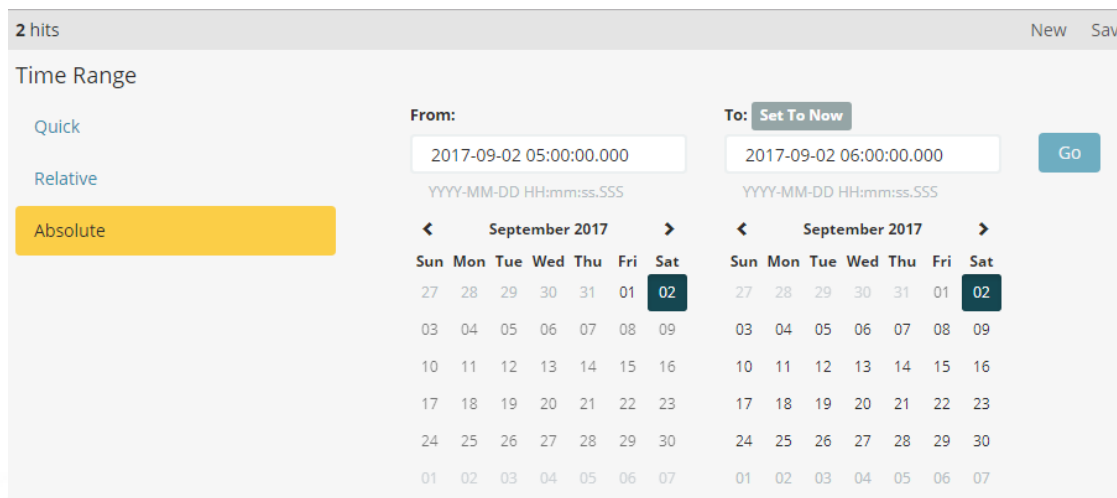 2 hits New Sav
Time Range
Quick
Relative
Absolute
From:
2017-09-02 05:00:00.000
YYYY-MM-DD HH:mm:ss.SSS
September 2017
Sun Mon Tue Wed Thu Fri Sat
27 28 29 30 31 01 02
03 04 05 06 07 08 09
10 11 12 13 14 15 16
17 18 19 20 21 22 23
24 25 26 27 28 29 30
01 02 03 04 05 06 07
To: Set To Now
2017-09-02 06:00:00.000
YYYY-MM-DD HH:mm:ss.SSS
September 2017
Sun Mon Tue Wed Thu Fri Sat
27 28 29 30 31 01 02
03 04 05 06 07 08 09
10 11 12 13 14 15 16
17 18 19 20 21 22 23
24 25 26 27 28 29 30
01 02 03 04 05 06 07
Go